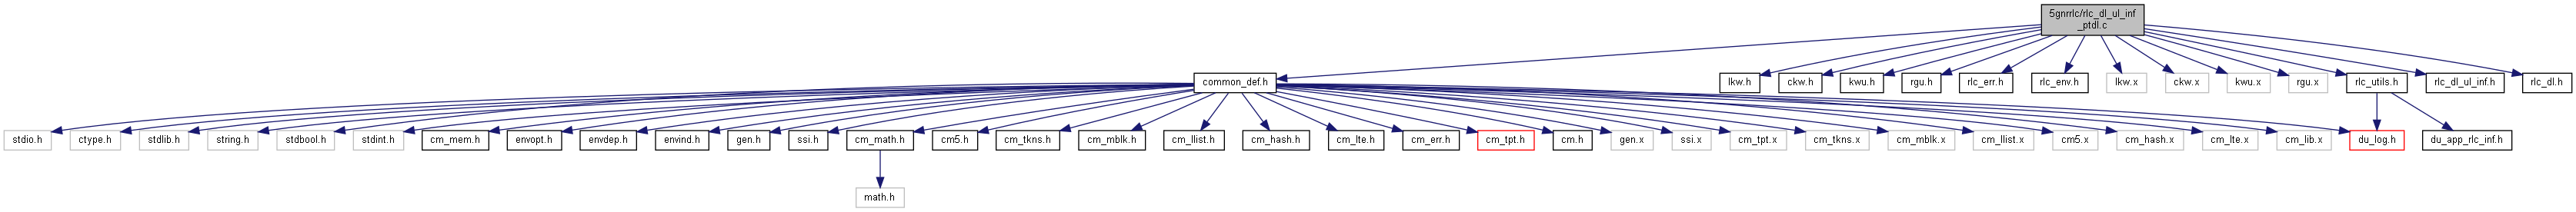 5gnrrlc/rlc_dl_ul_inf
_ptdl.c
common_def.h
lkw.h
ckw.h
kwu.h
rgu.h
rlc_err.h
rlc_env.h
lkw.x
ckw.x
kwu.x
rgu.x
rlc_utils.h
rlc_dl_ul_inf.h
rlc_dl.h
stdio.h
ctype.h
stdlib.h
string.h
stdbool.h
stdint.h
cm_mem.h
envopt.h
envdep.h
envind.h
gen.h
ssi.h
cm_math.h
cm5.h
cm_tkns.h
cm_mblk.h
cm_llist.h
cm_hash.h
cm_lte.h
cm_err.h
cm_tpt.h
cm.h
gen.x
ssi.x
cm_tpt.x
cm_tkns.x
cm_mblk.x
cm_llist.x
cm5.x
cm_hash.x
cm_lte.x
cm_lib.x
du_log.h
du_app_rlc_inf.h
math.h